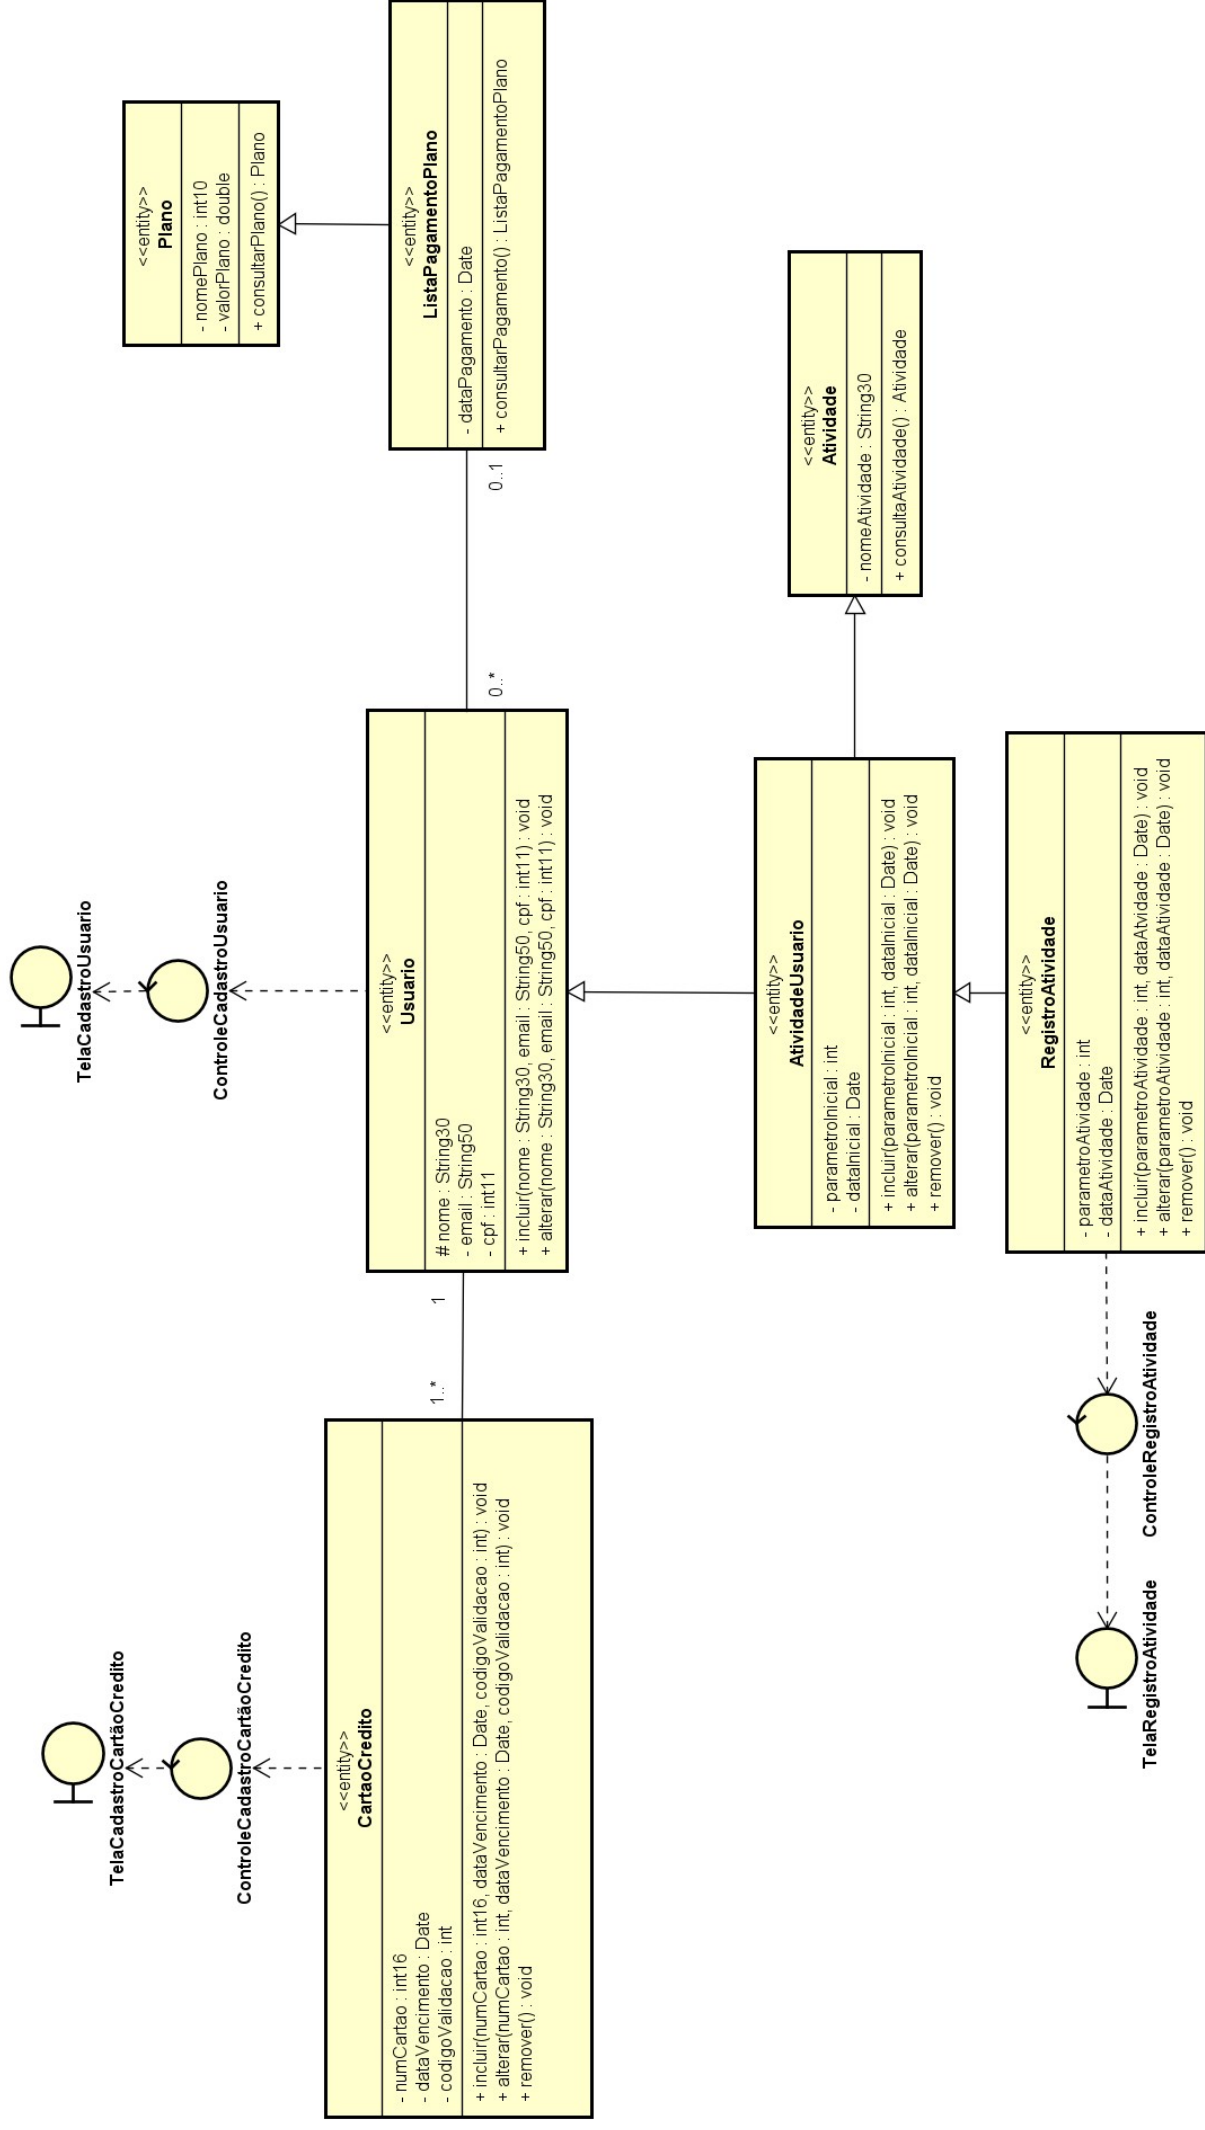 TelaCadastroCartãoCredito
ControleCadastroCartãoCredito
<<entity>>
CartaoCredito
- numCartao : int16
- dataVencimento : Date
- codigoValidacao : int
+ incluir(numCartao : int16, dataVencimento : Date, codigoValidacao : int) : void
+ alterar(numCartao : int, dataVencimento : Date, codigoValidacao : int) : void
+ remover() : void
1..*
1
TelaCadastroUsuario
ControleCadastroUsuario
<<entity>>
Usuario
# nome : String30
- email : String50
- cpf : int11
+ incluir(nome : String30, email : String50, cpf : int11) : void
+ alterar(nome : String30, email : String50, cpf : int11) : void
0..*
0..1
<<entity>>
Plano
- nomePlano : int10
- valorPlano : double
+ consultarPlano() : Plano
<<entity>>
ListaPagamentoPlano
- dataPagamento : Date
+ consultarPagamento() : ListaPagamentoPlano
<<entity>>
AtividadeUsuario
- parametroInicial : int
- dataInicial : Date
+ incluir(parametroInicial : int, dataInicial : Date) : void
+ alterar(parametroInicial : int, dataInicial : Date) : void
+ remover() : void
<<entity>>
Atividade
- nomeAtividade : String30
+ consultaAtividade() : Atividade
<<entity>>
RegistroAtividade
- parametroAtividade : int
- dataAtividade : Date
+ incluir(parametroAtividade : int, dataAtvidade : Date) : void
+ alterar(parametroAtividade : int, dataAtividade : Date) : void
+ remover() : void
TelaRegistroAtividade
ControleRegistroAtividade